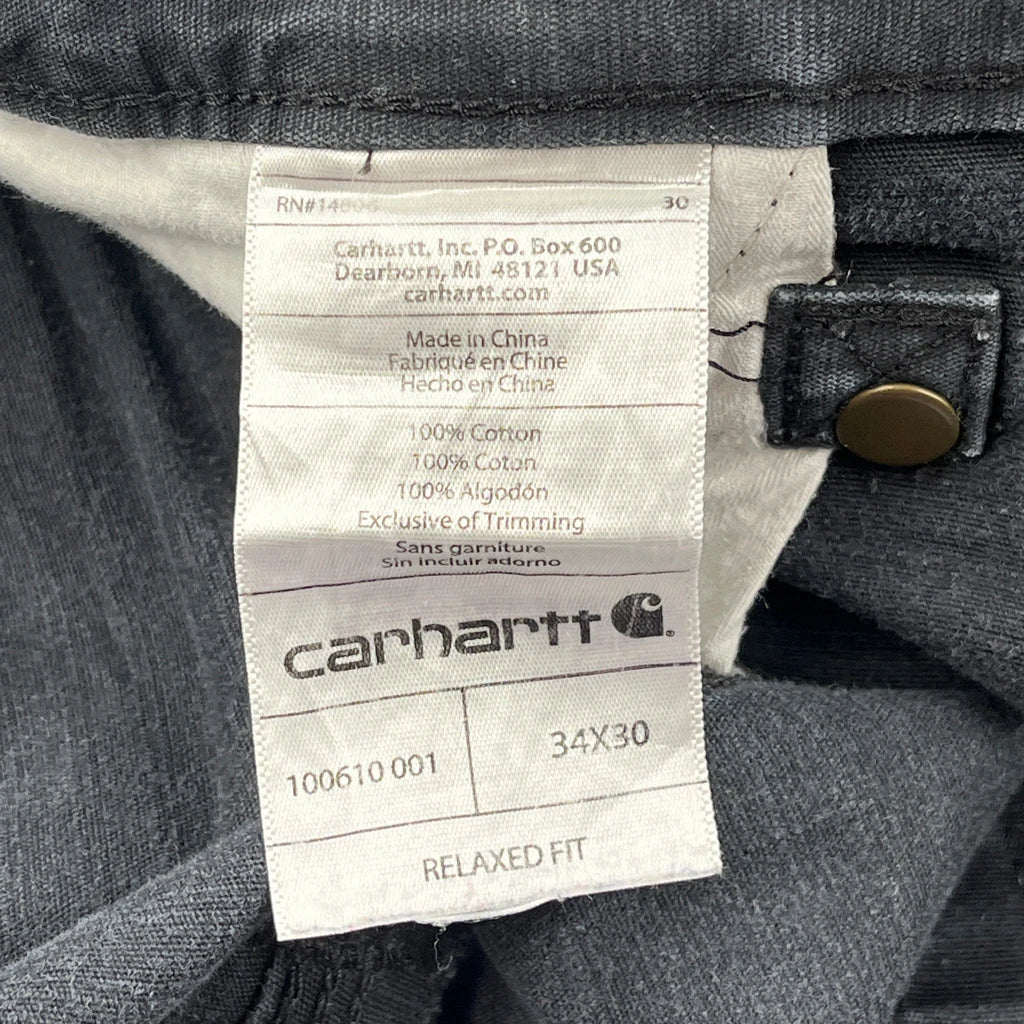 RN#14806 30
Carhartt, Inc. P.O. Box 600
Dearborn, MI 48121 USA
carhartt.com
Made in China
Fabriqué en Chine
Hecho en China
100% Cotton
100% Coton
100% Algodón
Exclusive of Trimming
Sans garniture
Sin incluir adorno
carhartt
100610 001 34X30
RELAXED FIT